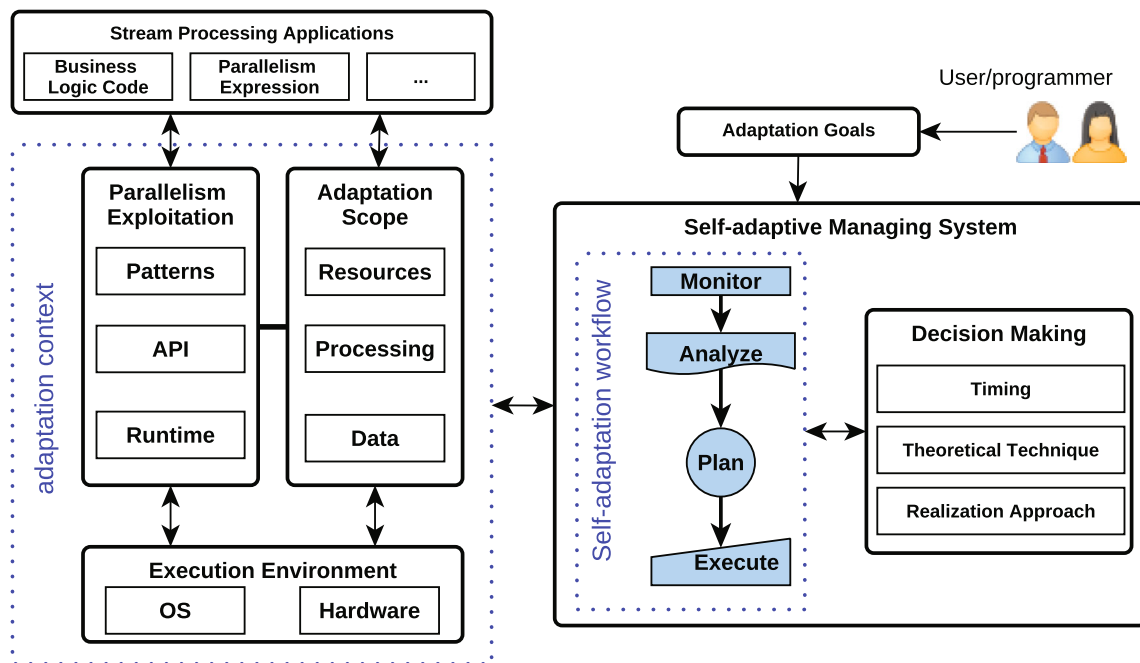 Stream Processing Applications
Business
Logic Code
Parallelism
Expression
...
adaptation context
Parallelism
Exploitation
Patterns
API
Runtime
Adaptation
Scope
Resources
Processing
Data
Execution Environment
OS
Hardware
User/programmer
Adaptation Goals
Self-adaptive Managing System
Self-adaptation workflow
Monitor
Analyze
Plan
Execute
Decision Making
Timing
Theoretical Technique
Realization Approach